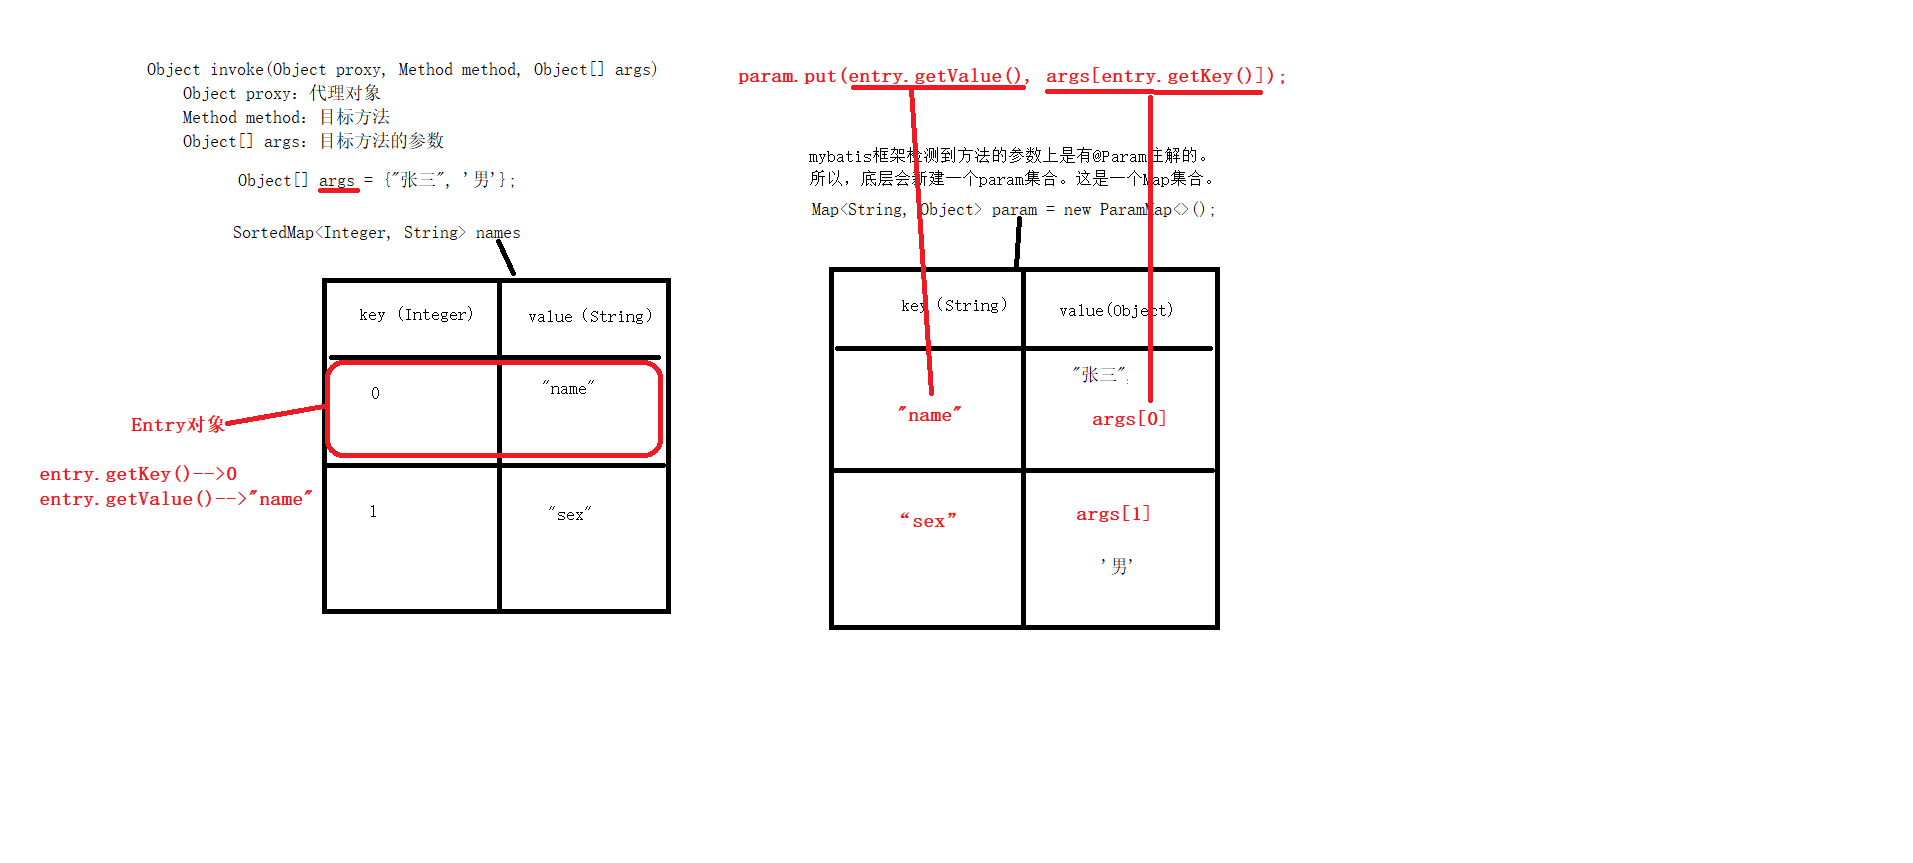 Object invoke(Object proxy, Method method, Object[] args)
Object proxy: 代理对象
Method method: 目标方法
Object[] args: 目标方法的参数
Object[] args = {"张三", '男'};
SortedMap<Integer, String> names
key (Integer)
value (String)
0
"name"
Entry对象
entry.getKey()-->0
entry.getValue()-->"name"
1
"sex"
param.put(entry.getValue(), args[entry.getKey()]);
mybatis框架检测到方法的参数上是有@Param注解的。
所以，底层会新建一个param集合。这是一个Map集合。
Map<String, Object> param = new ParamMap<>();
key (String)
value(Object)
"张三",
"name"
args[0]
“sex”
args[1]
'男'